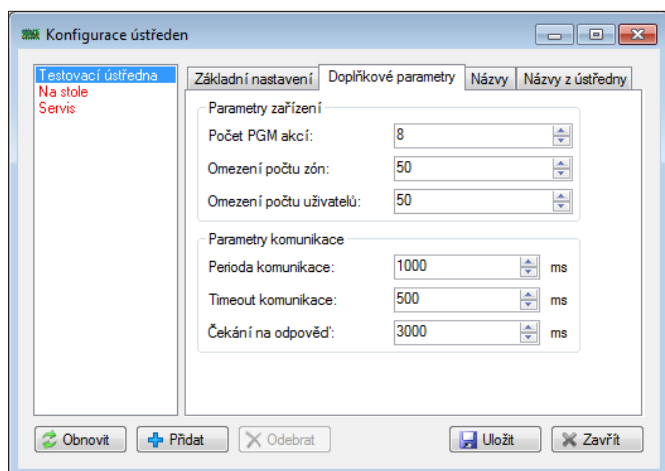 Konfigurace ústředen
Testovací ústředna
Na stole
Servis
Základní nastavení Doplňkové parametry Názvy Názvy z ústředny
Parametry zařízení
Počet PGM akcí: 8
Omezení počtu zón: 50
Omezení počtu uživatelů: 50
Parametry komunikace
Perioda komunikace: 1000 ms
Timeout komunikace: 500 ms
Čekání na odpověď: 3000 ms
Obnovit Přidat Odebrat Uložit Zavřít